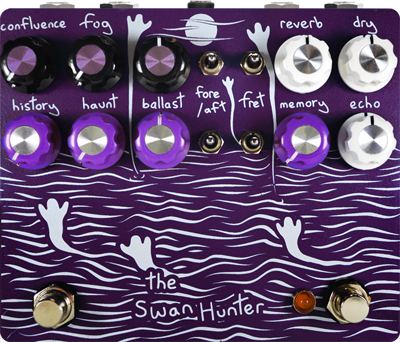 confluence fog reverb dry
history haunt ballast fore
/aft fret memory echo
the
Swan Hunter